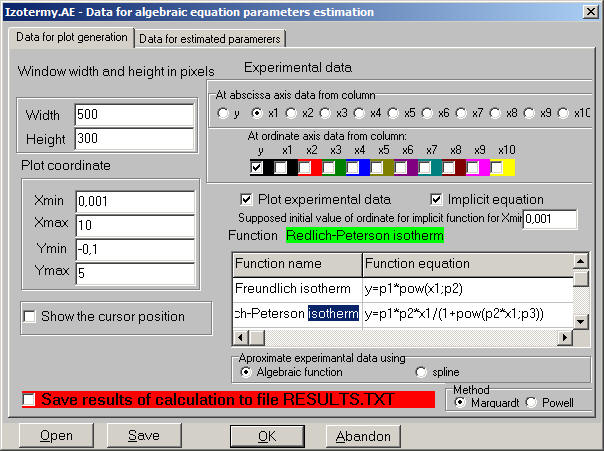 Izotermy.AE - Data for algebraic equation parameters estimation
Data for plot generation
Data for estimated paramerers
Window width and height in pixels
Width 500
Height 300
Plot coordinate
Xmin 0,001
Xmax 10
Ymin -0,1
Ymax 5
Show the cursor position
Experimental data
At abscissa axis data from column
y x1 x2 x3 x4 x5 x6 x7 x8 x9 x10
At ordinate axis data from column:
y x1 x2 x3 x4 x5 x6 x7 x8 x9 x10
Plot experimental data
Implicit equation
Supposed initial value of ordinate for implicit function for Xmin 0,001
Function Redlich-Peterson isotherm
Function name Function equation
Freundlich isotherm y=p1*pow(x1;p2)
ch-Peterson isotherm y=p1*p2*x1/(1+pow(p2*x1;p3))
Aproximate experimantal data using
Algebraic function
spline
Save results of calculation to file RESULTS.TXT
Method
Marquardt
Powell
Open
Save
OK
Abandon